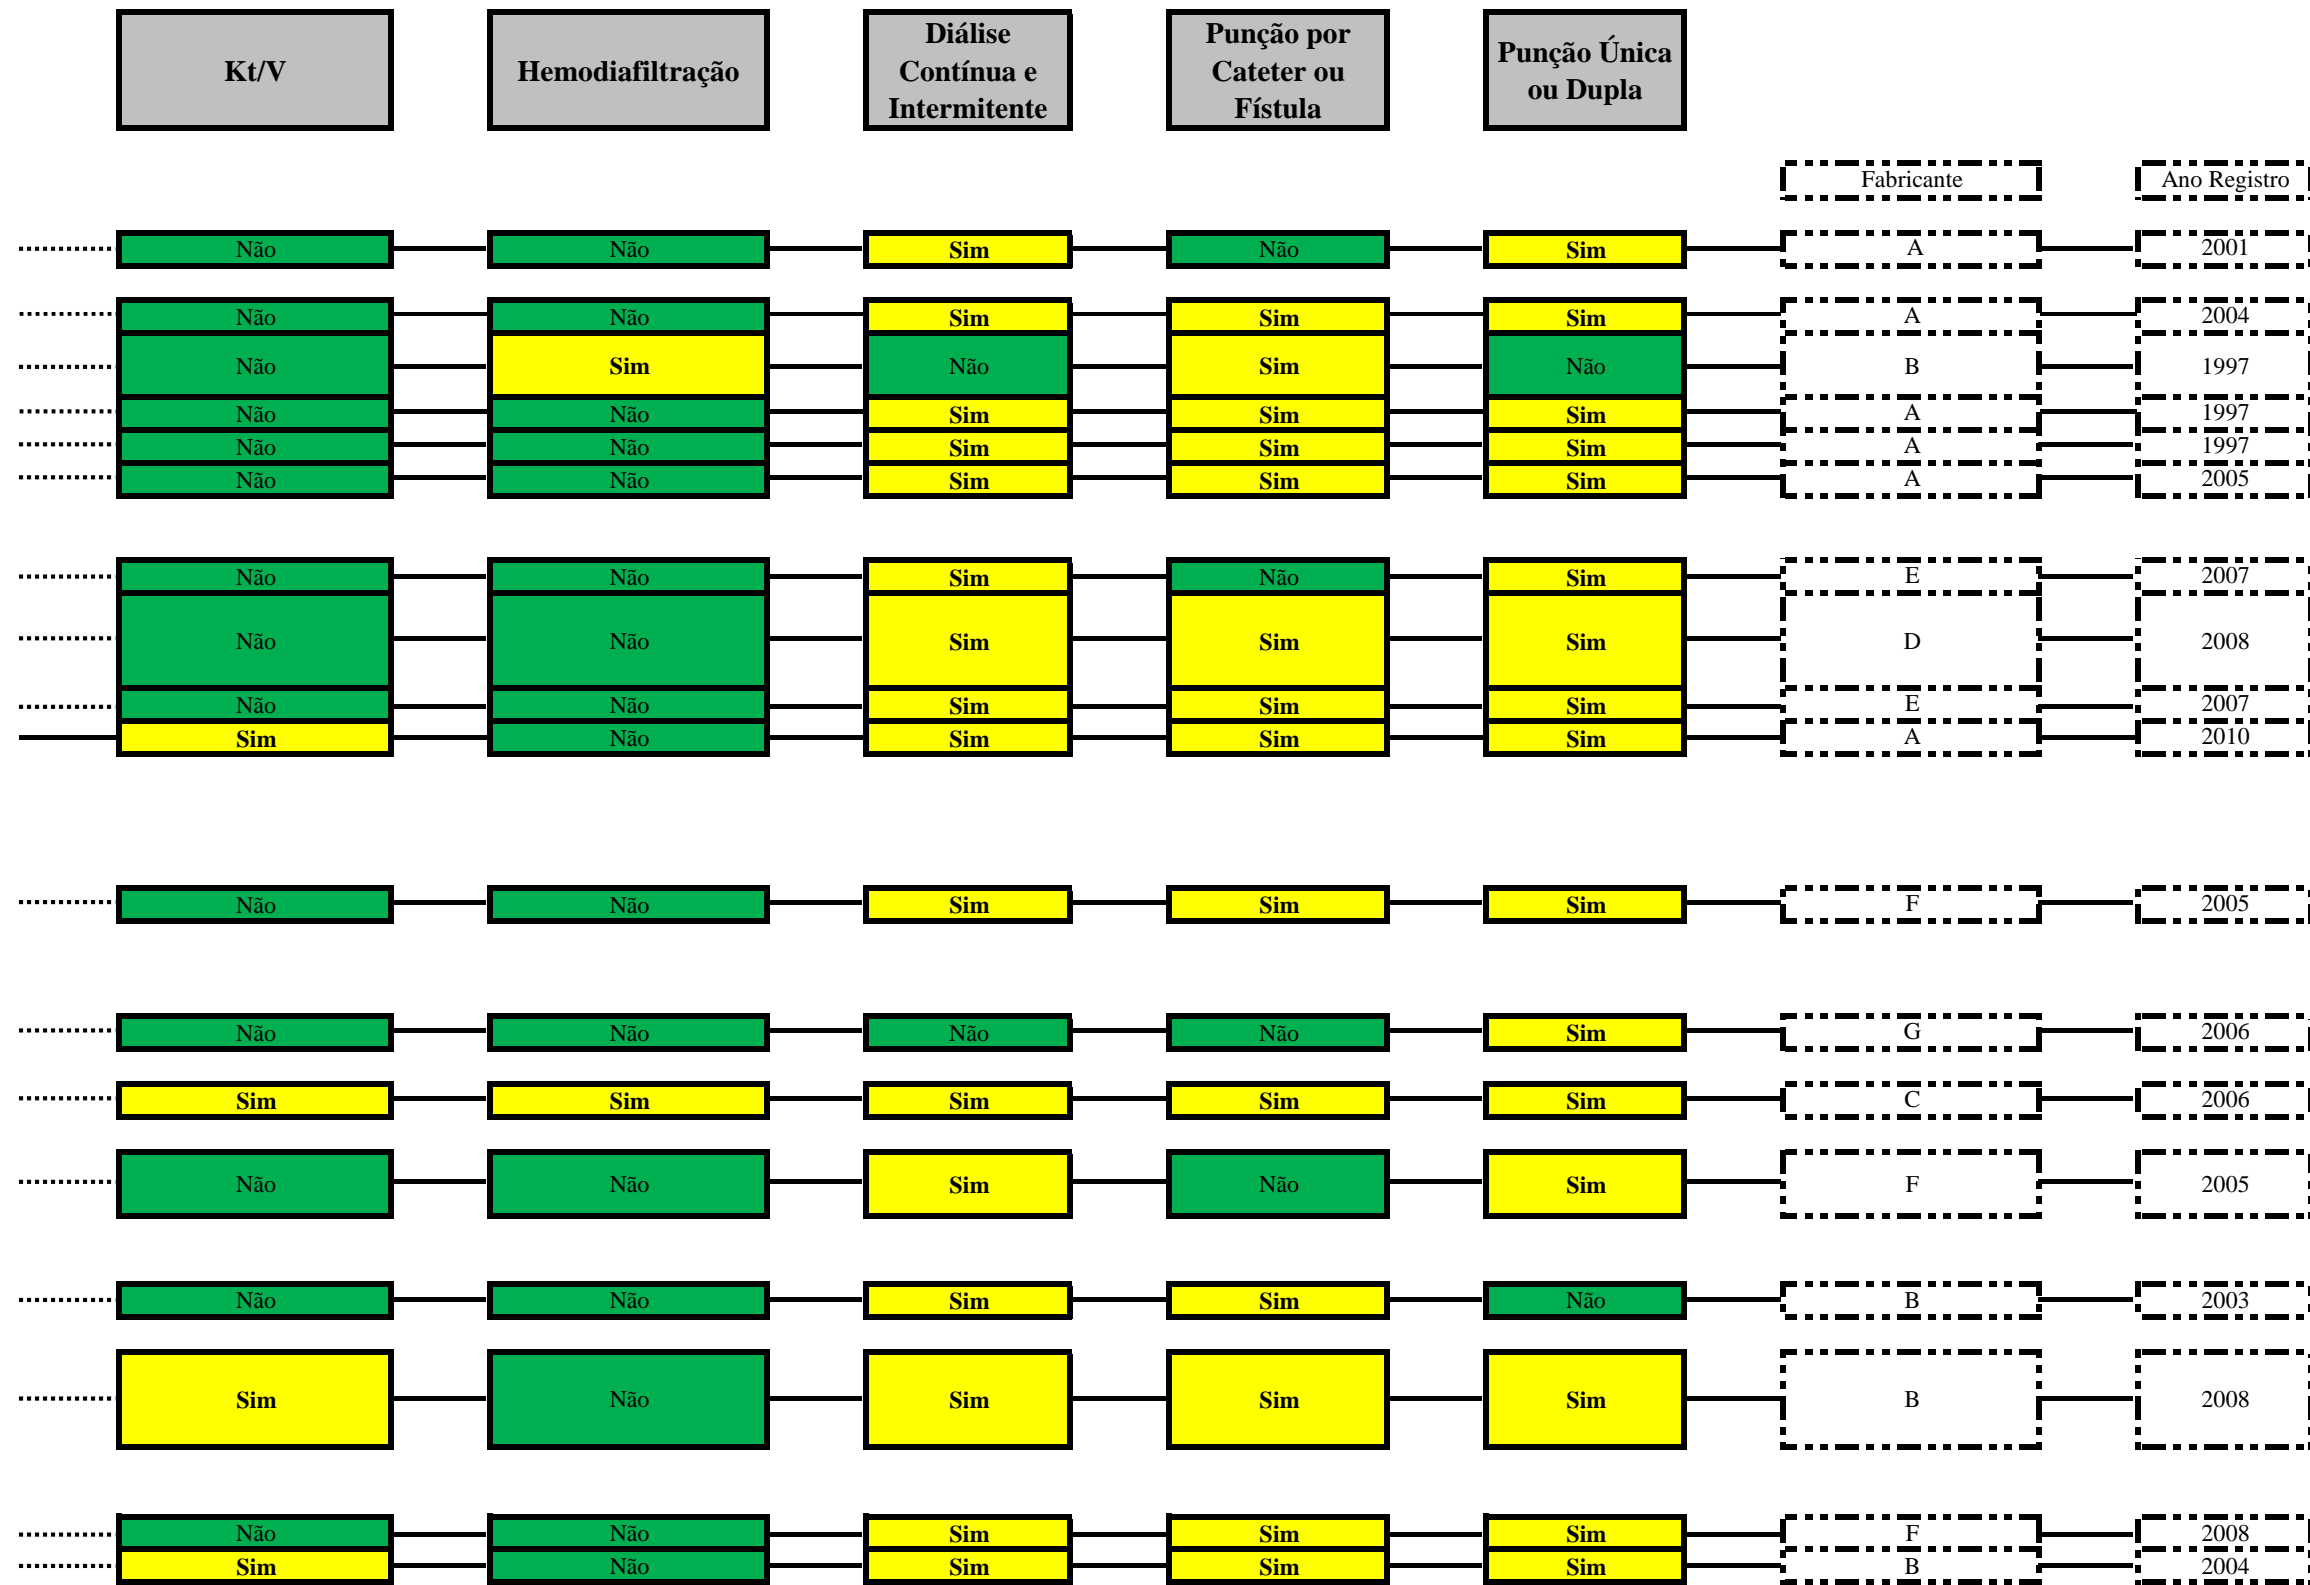 Kt/V
Hemodiafiltração
Diálise
Contínua e
Intermitente
Punção por
Cateter ou
Fístula
Punção Única
ou Dupla
Fabricante Ano Registro
Não Não Sim Não Sim A 2001
Não Não Sim Sim Sim A 2004
Não Sim Não Sim Não B 1997
Não Não Sim Sim Sim A 1997
Não Não Sim Sim Sim A 1997
Não Não Sim Sim Sim A 2005
Não Não Sim Não Sim E 2007
Não Não Sim Sim Sim D 2008
Não Não Sim Sim Sim E 2007
Sim Não Sim Sim Sim A 2010
Não Não Sim Sim Sim F 2005
Não Não Não Não Sim G 2006
Sim Sim Sim Sim Sim C 2006
Não Não Sim Não Sim F 2005
Não Não Sim Sim Não B 2003
Sim Não Sim Sim Sim B 2008
Não Não Sim Sim Sim F 2008
Sim Não Sim Sim Sim B 2004